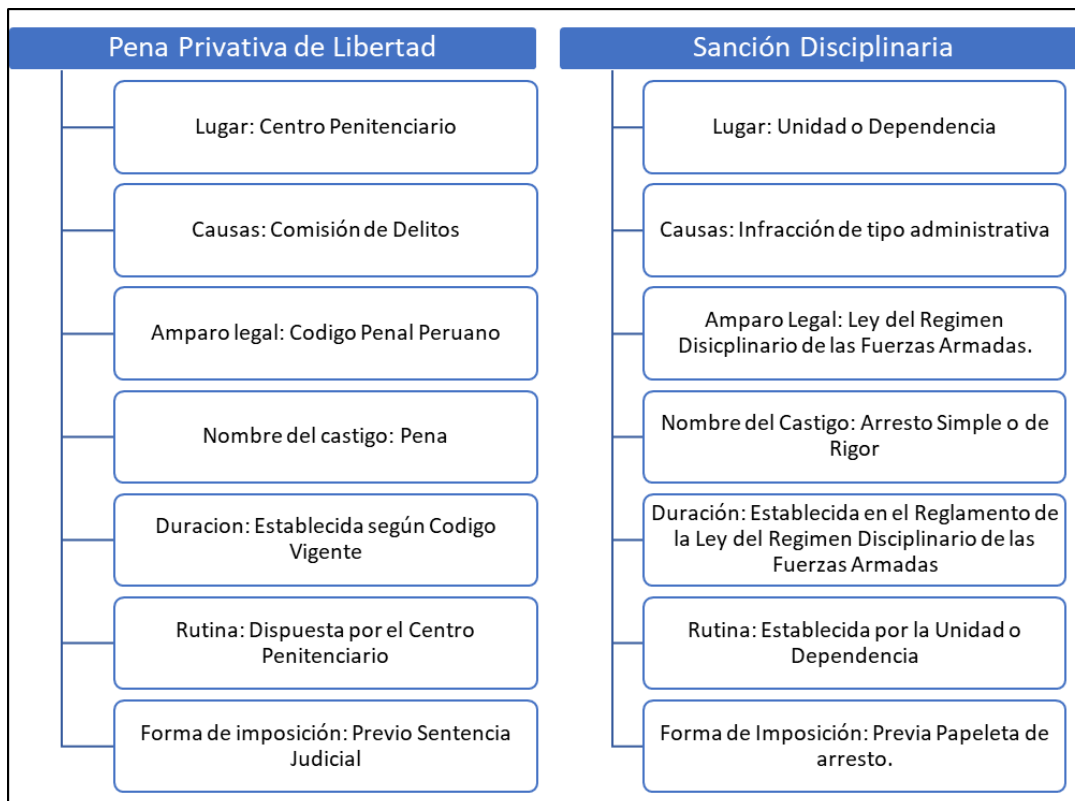 Pena Privativa de Libertad
Lugar: Centro Penitenciario
Causas: Comisión de Delitos
Amparo legal: Codigo Penal Peruano
Nombre del castigo: Pena
Duracion: Establecida según Codigo
Vigente
Rutina: Dispuesta por el Centro
Penitenciario
Forma de imposición: Previo Sentencia
Judicial
Sanción Disciplinaria
Lugar: Unidad o Dependencia
Causas: Infracción de tipo administrativa
Amparo Legal: Ley del Regimen
Disicplinario de las Fuerzas Armadas.
Nombre del Castigo: Arresto Simple o de
Rigor
Duración: Establecida en el Reglamento de
la Ley del Regimen Disciplinario de las
Fuerzas Armadas
Rutina: Establecida por la Unidad o
Dependencia
Forma de Imposición: Previa Papeleta de
arresto.